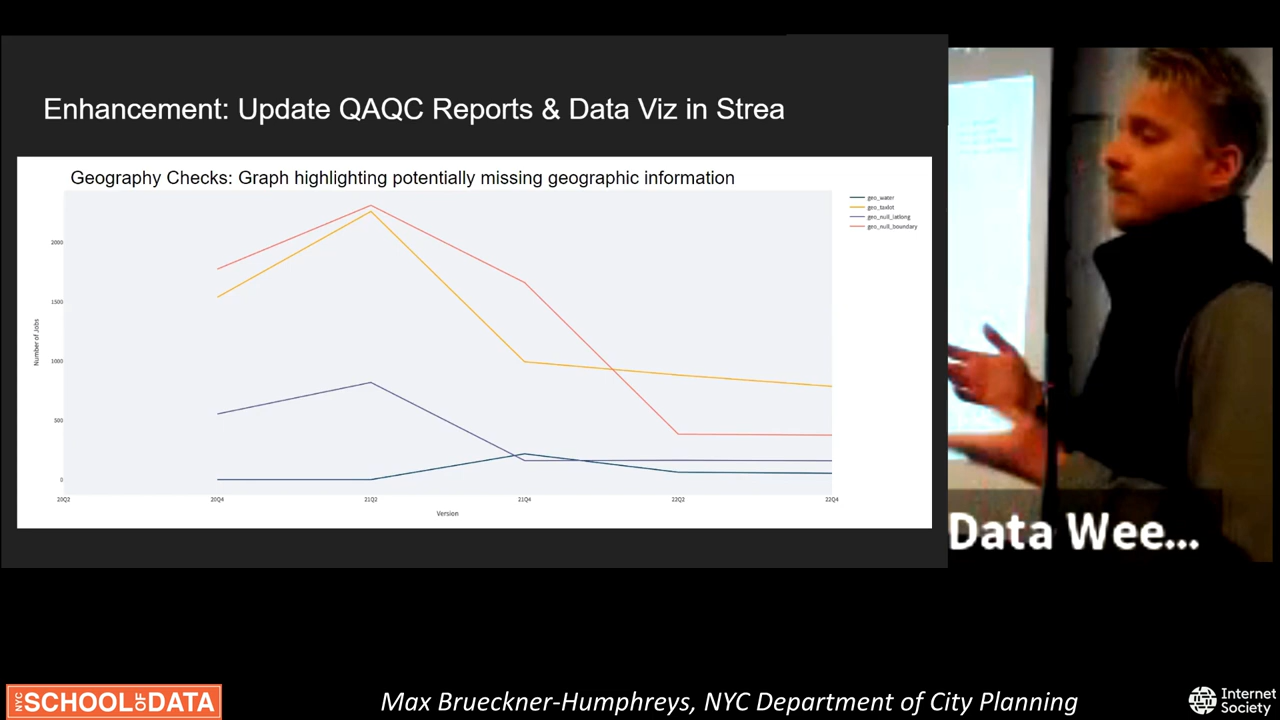 Enhancement: Update QAQC Reports & Data Viz in Strea
Geography Checks: Graph highlighting potentially missing geographic information
geo_water
geo_taxlot
geo_null_latlong
geo_null_boundary
2000
1500
1000
500
0
Number of Jobs
20Q2 20Q4 21Q2 21Q4 22Q2 22Q4
Version
Data Wee...
NYC SCHOOL OF DATA
Max Brueckner-Humphreys, NYC Department of City Planning
Internet
Society